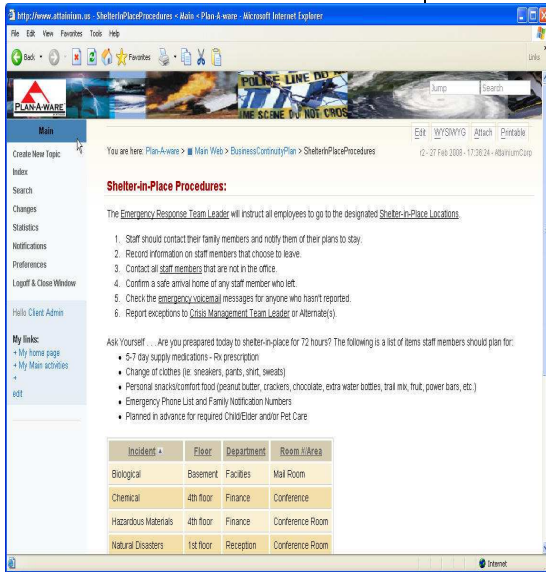 http://www.attainium.us - ShelterInPlaceProcedures < Main < Plan-A-ware - Microsoft Internet Explorer
File Edit View Favorites Tools Help
Back Favorites Links
POLICE LINE DO
ME SCENE DO NOT CROS
PLAN-A-WARE
Jump Search
Main
Edit WYSIWYG Attach Printable
Create New Topic
Index
Search
Changes
Statistics
Notifications
Preferences
Logoff & Close Window
Hello Client Admin
My links:
+ My home page
+ My Main activities
+
edit
You are here: Plan-A-ware > Main Web > BusinessContinuityPlan > ShelterInPlaceProcedures
r2 - 27 Feb 2008 - 17:36:24 - AttainiumCorp
Shelter-in-Place Procedures:
The Emergency Response Team Leader will instruct all employees to go to the designated Shelter-in-Place Locations.
1. Staff should contact their family members and notify them of their plans to stay.
2. Record information on staff members that choose to leave.
3. Contact all staff members that are not in the office.
4. Confirm a safe arrival home of any staff member who left.
5. Check the emergency voicemail messages for anyone who hasn't reported.
6. Report exceptions to Crisis Management Team Leader or Alternate(s).
Ask Yourself . . . Are you preapared today to shelter-in-place for 72 hours? The following is a list of items staff members should plan for:
• 5-7 day supply medications - Rx prescription
• Change of clothes (ie: sneakers, pants, shirt, sweats)
• Personal snacks/comfort food (peanut butter, crackers, chocolate, extra water bottles, trail mix, fruit, power bars, etc.)
• Emergency Phone List and Family Notification Numbers
• Planned in advance for required Child/Elder and/or Pet Care
Incident Floor Department Room #/Area
Biological Basement Facilities Mail Room
Chemical 4th floor Finance Conference
Hazardous Materials 4th floor Finance Conference Room
Natural Disasters 1st floor Reception Conference Room
Internet